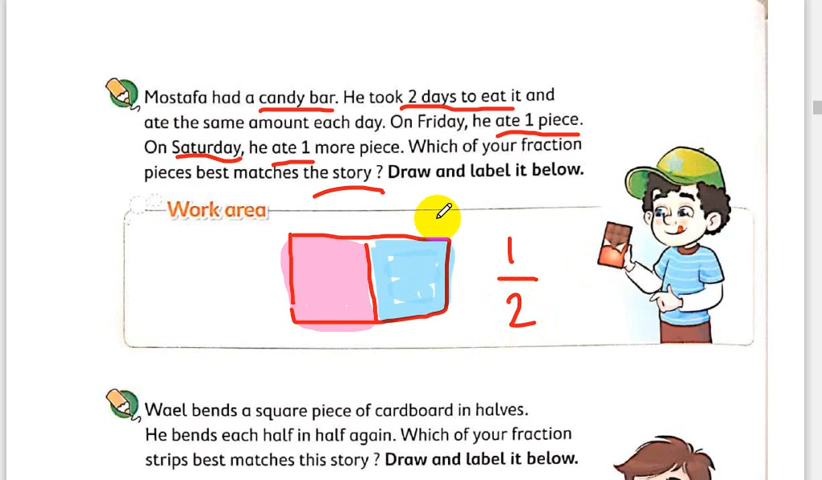 Mostafa had a candy bar. He took 2 days to eat it and
ate the same amount each day. On Friday, he ate 1 piece.
On Saturday, he ate 1 more piece. Which of your fraction
pieces best matches the story ? Draw and label it below.
Work area
1
2
Wael bends a square piece of cardboard in halves.
He bends each half in half again. Which of your fraction
strips best matches this story ? Draw and label it below.